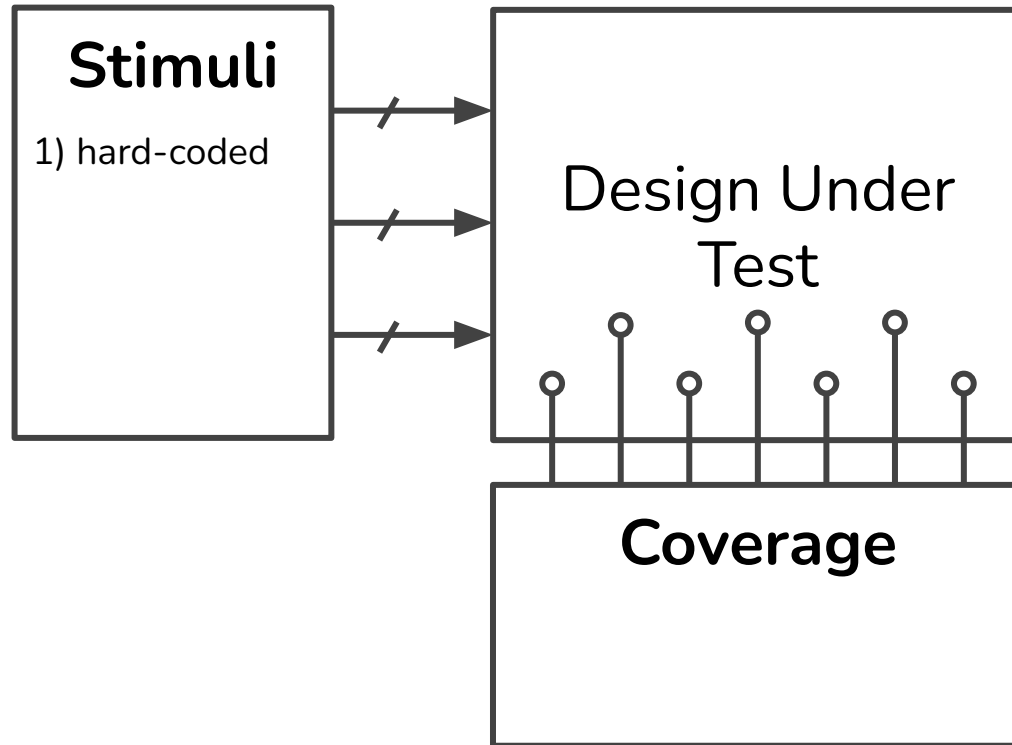 Stimuli
1) hard-coded
Design Under
Test
Coverage